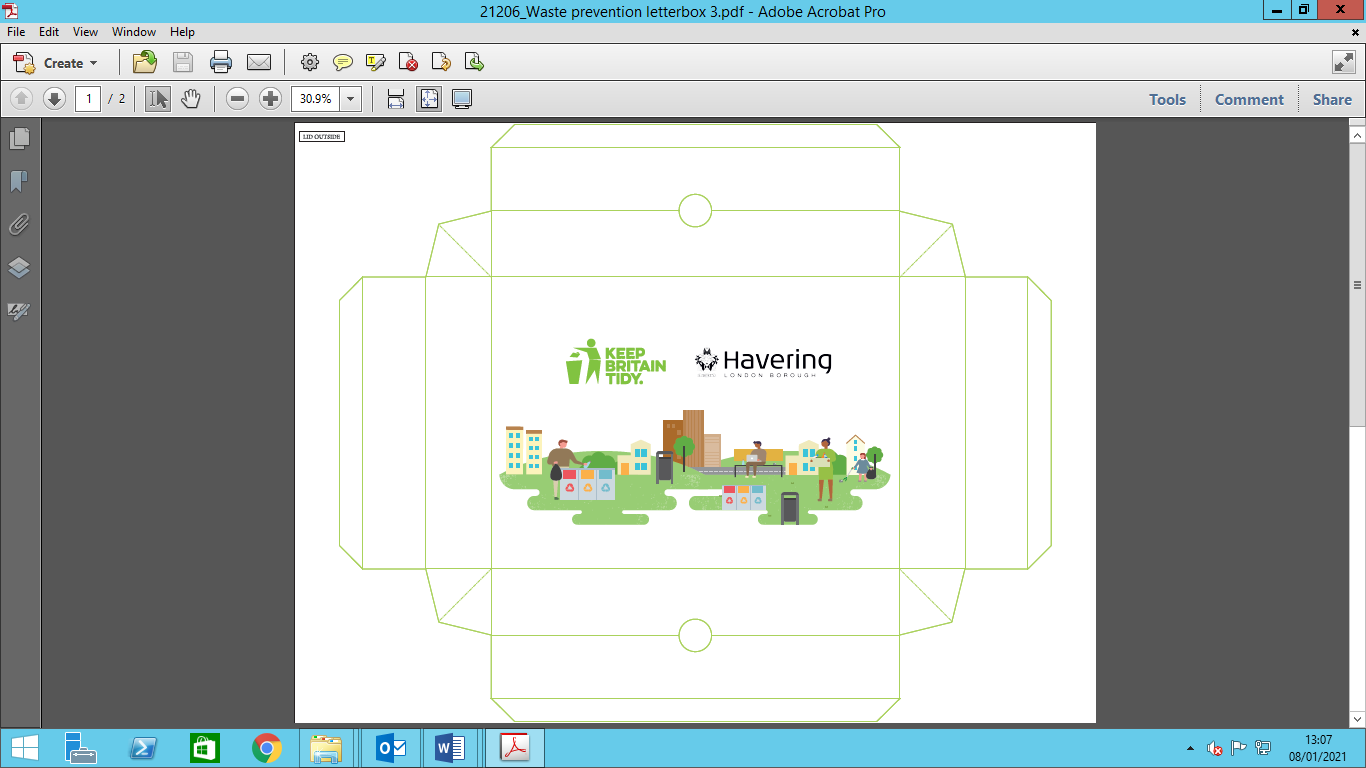 21206_Waste prevention letterbox 3.pdf - Adobe Acrobat Pro
File Edit View Window Help
Create
1 / 2 30.9% Tools Comment Share
LID OUTSIDE
KEEP
BRITAIN
TIDY.
Havering
LONDON BOROUGH
13:07
08/01/2021